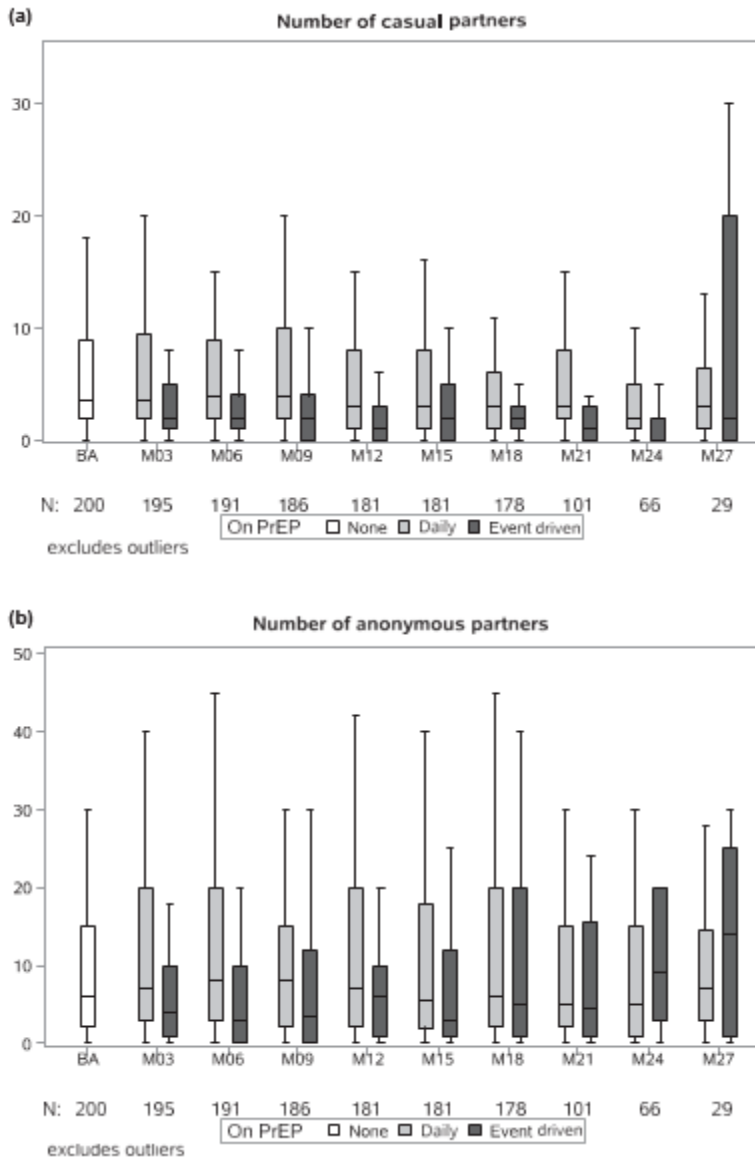 (a)
Number of casual partners
30
20
10
0
BA M03 M06 M09 M12 M15 M18 M21 M24 M27
N: 200 195 191 186 181 181 178 101 66 29
On PrEP None Daily Event driven
excludes outliers
(b)
Number of anonymous partners
50
40
30
20
10
0
BA M03 M06 M09 M12 M15 M18 M21 M24 M27
N: 200 195 191 186 181 181 178 101 66 29
On PrEP None Daily Event driven
excludes outliers